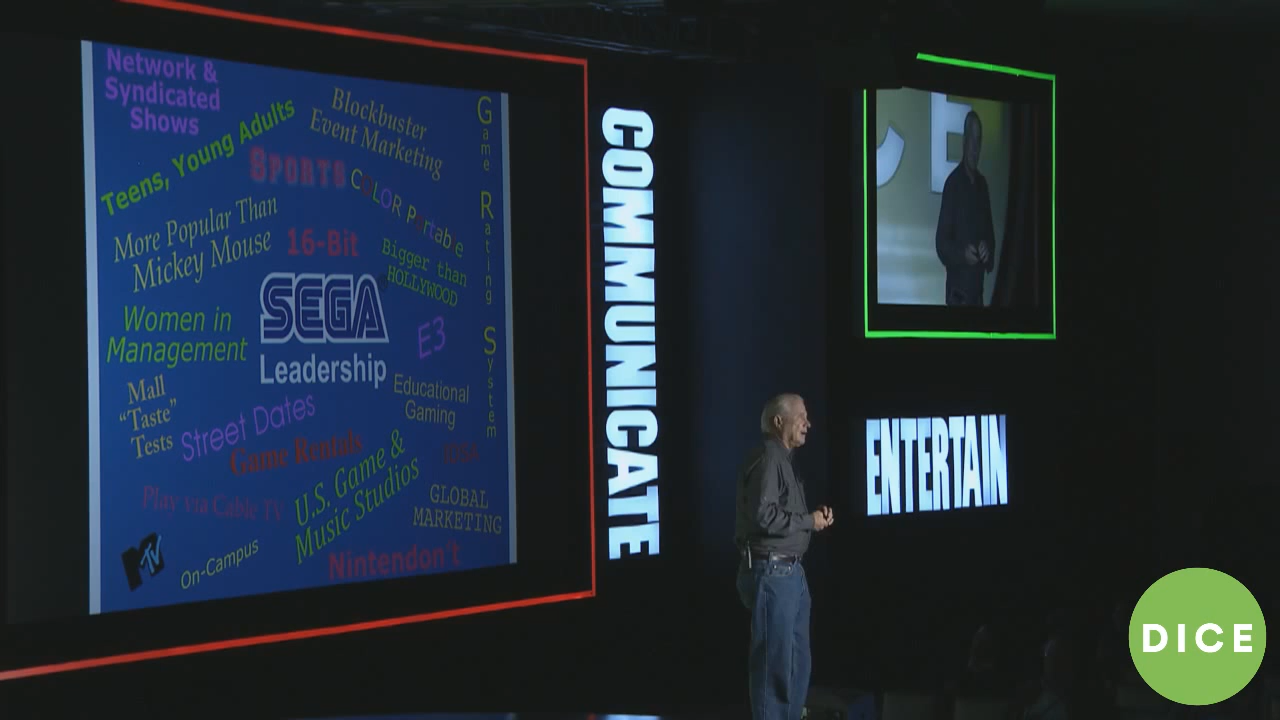 Network &
Syndicated
Shows
Teens, Young Adults
Blockbuster
Event Marketing
Game Rating System
SPORTS
COLOR Portable
More Popular Than
Mickey Mouse
16-Bit
Bigger than
HOLLYWOOD
SEGA
Leadership
Women in
Management
E3
Mall
"Taste"
Tests
Street Dates
Educational
Gaming
Game Rentals
U.S. Game &
Music Studios
Play via Cable TV
GLOBAL
MARKETING
MTV
On-Campus
Nintendon't
COMMUNICATE
C E
ENTERTAIN
DICE